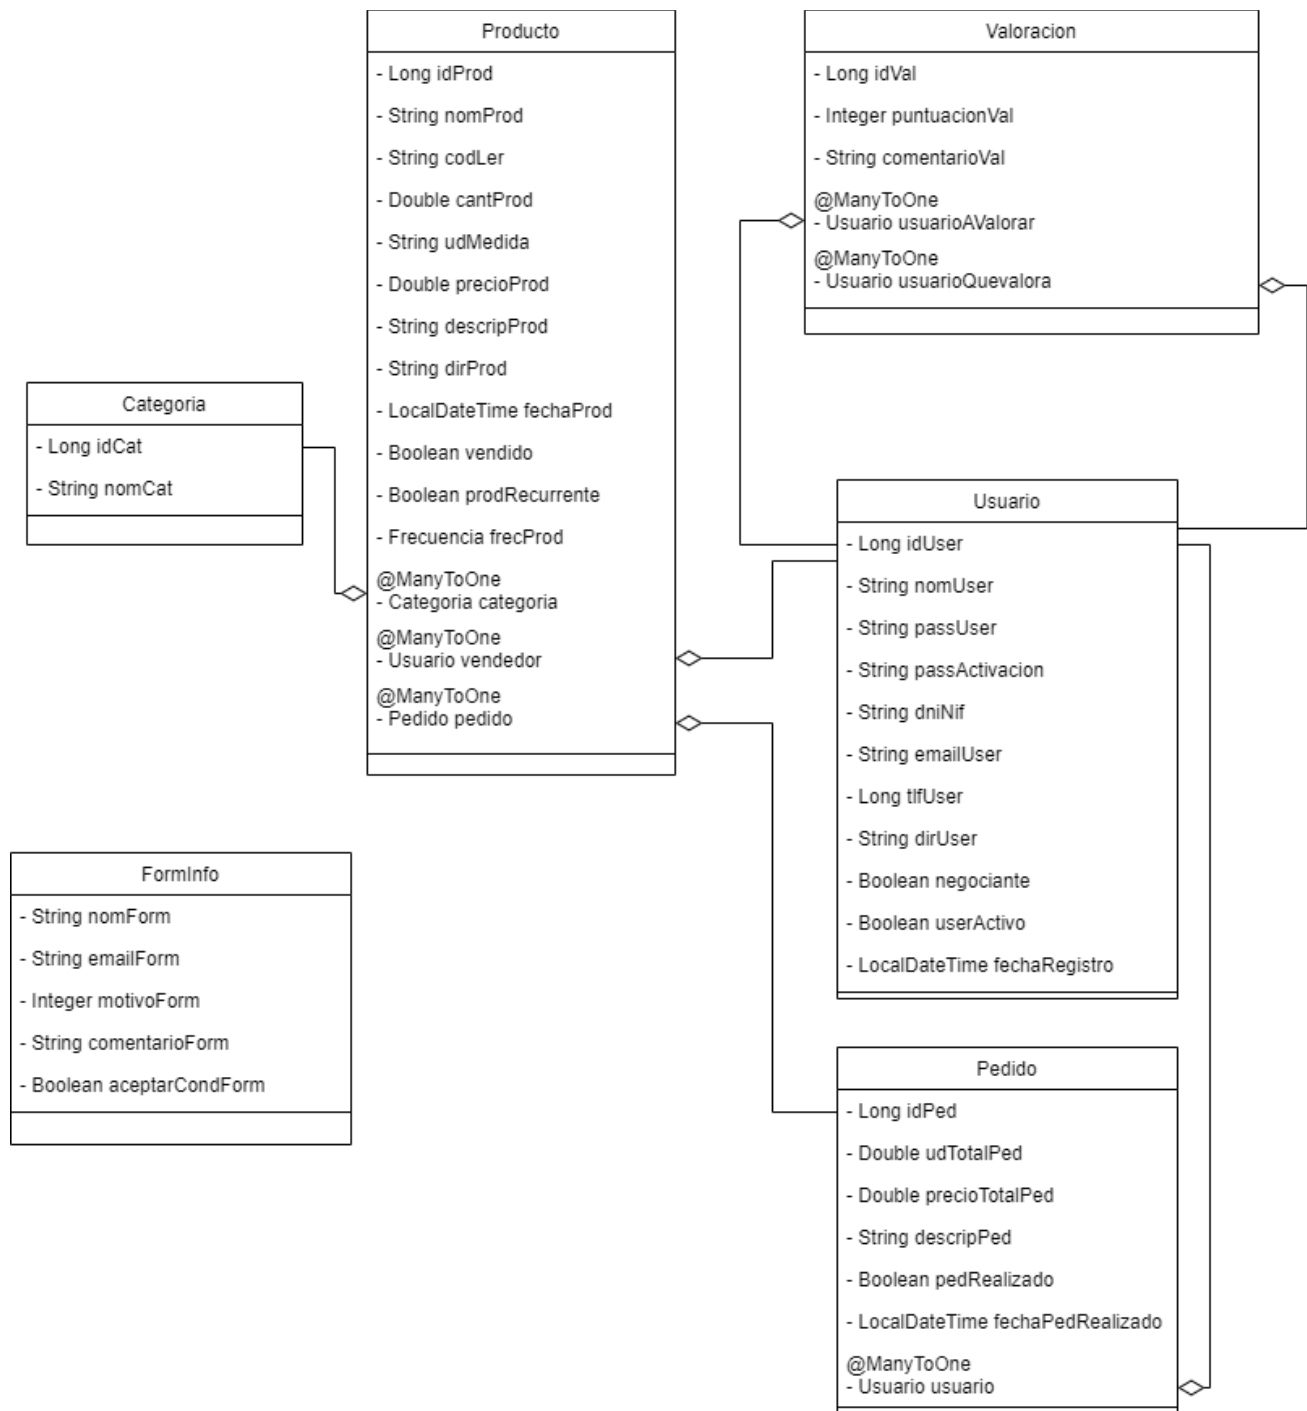 Producto
- Long idProd
- String nomProd
- String codLer
- Double cantProd
- String udMedida
- Double precioProd
- String descripProd
- String dirProd
- LocalDateTime fechaProd
- Boolean vendido
- Boolean prodRecurrente
- Frecuencia frecProd
@ManyToOne
- Categoria categoria
@ManyToOne
- Usuario vendedor
@ManyToOne
- Pedido pedido
Valoracion
- Long idVal
- Integer puntuacionVal
- String comentarioVal
@ManyToOne
- Usuario usuarioAValorar
@ManyToOne
- Usuario usuarioQuevalora
Categoria
- Long idCat
- String nomCat
Usuario
- Long idUser
- String nomUser
- String passUser
- String passActivacion
- String dniNif
- String emailUser
- Long tlfUser
- String dirUser
- Boolean negociante
- Boolean userActivo
- LocalDateTime fechaRegistro
FormInfo
- String nomForm
- String emailForm
- Integer motivoForm
- String comentarioForm
- Boolean aceptarCondForm
Pedido
- Long idPed
- Double udTotalPed
- Double precioTotalPed
- String descripPed
- Boolean pedRealizado
- LocalDateTime fechaPedRealizado
@ManyToOne
- Usuario usuario